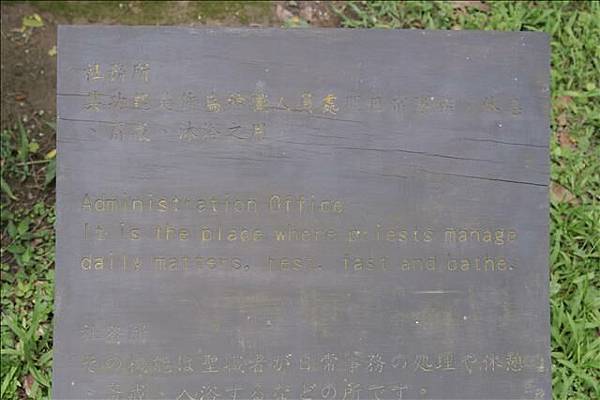 社務所
其功能是作為神職人員處理日常事務、休息
、齋戒、沐浴之用
Administration Office
It is the place where priests manage
daily matters, rest, fast and bathe.
社務所
その機能は聖職者が日常事務の処理や休憩
、斎戒、入浴するなどの所です。